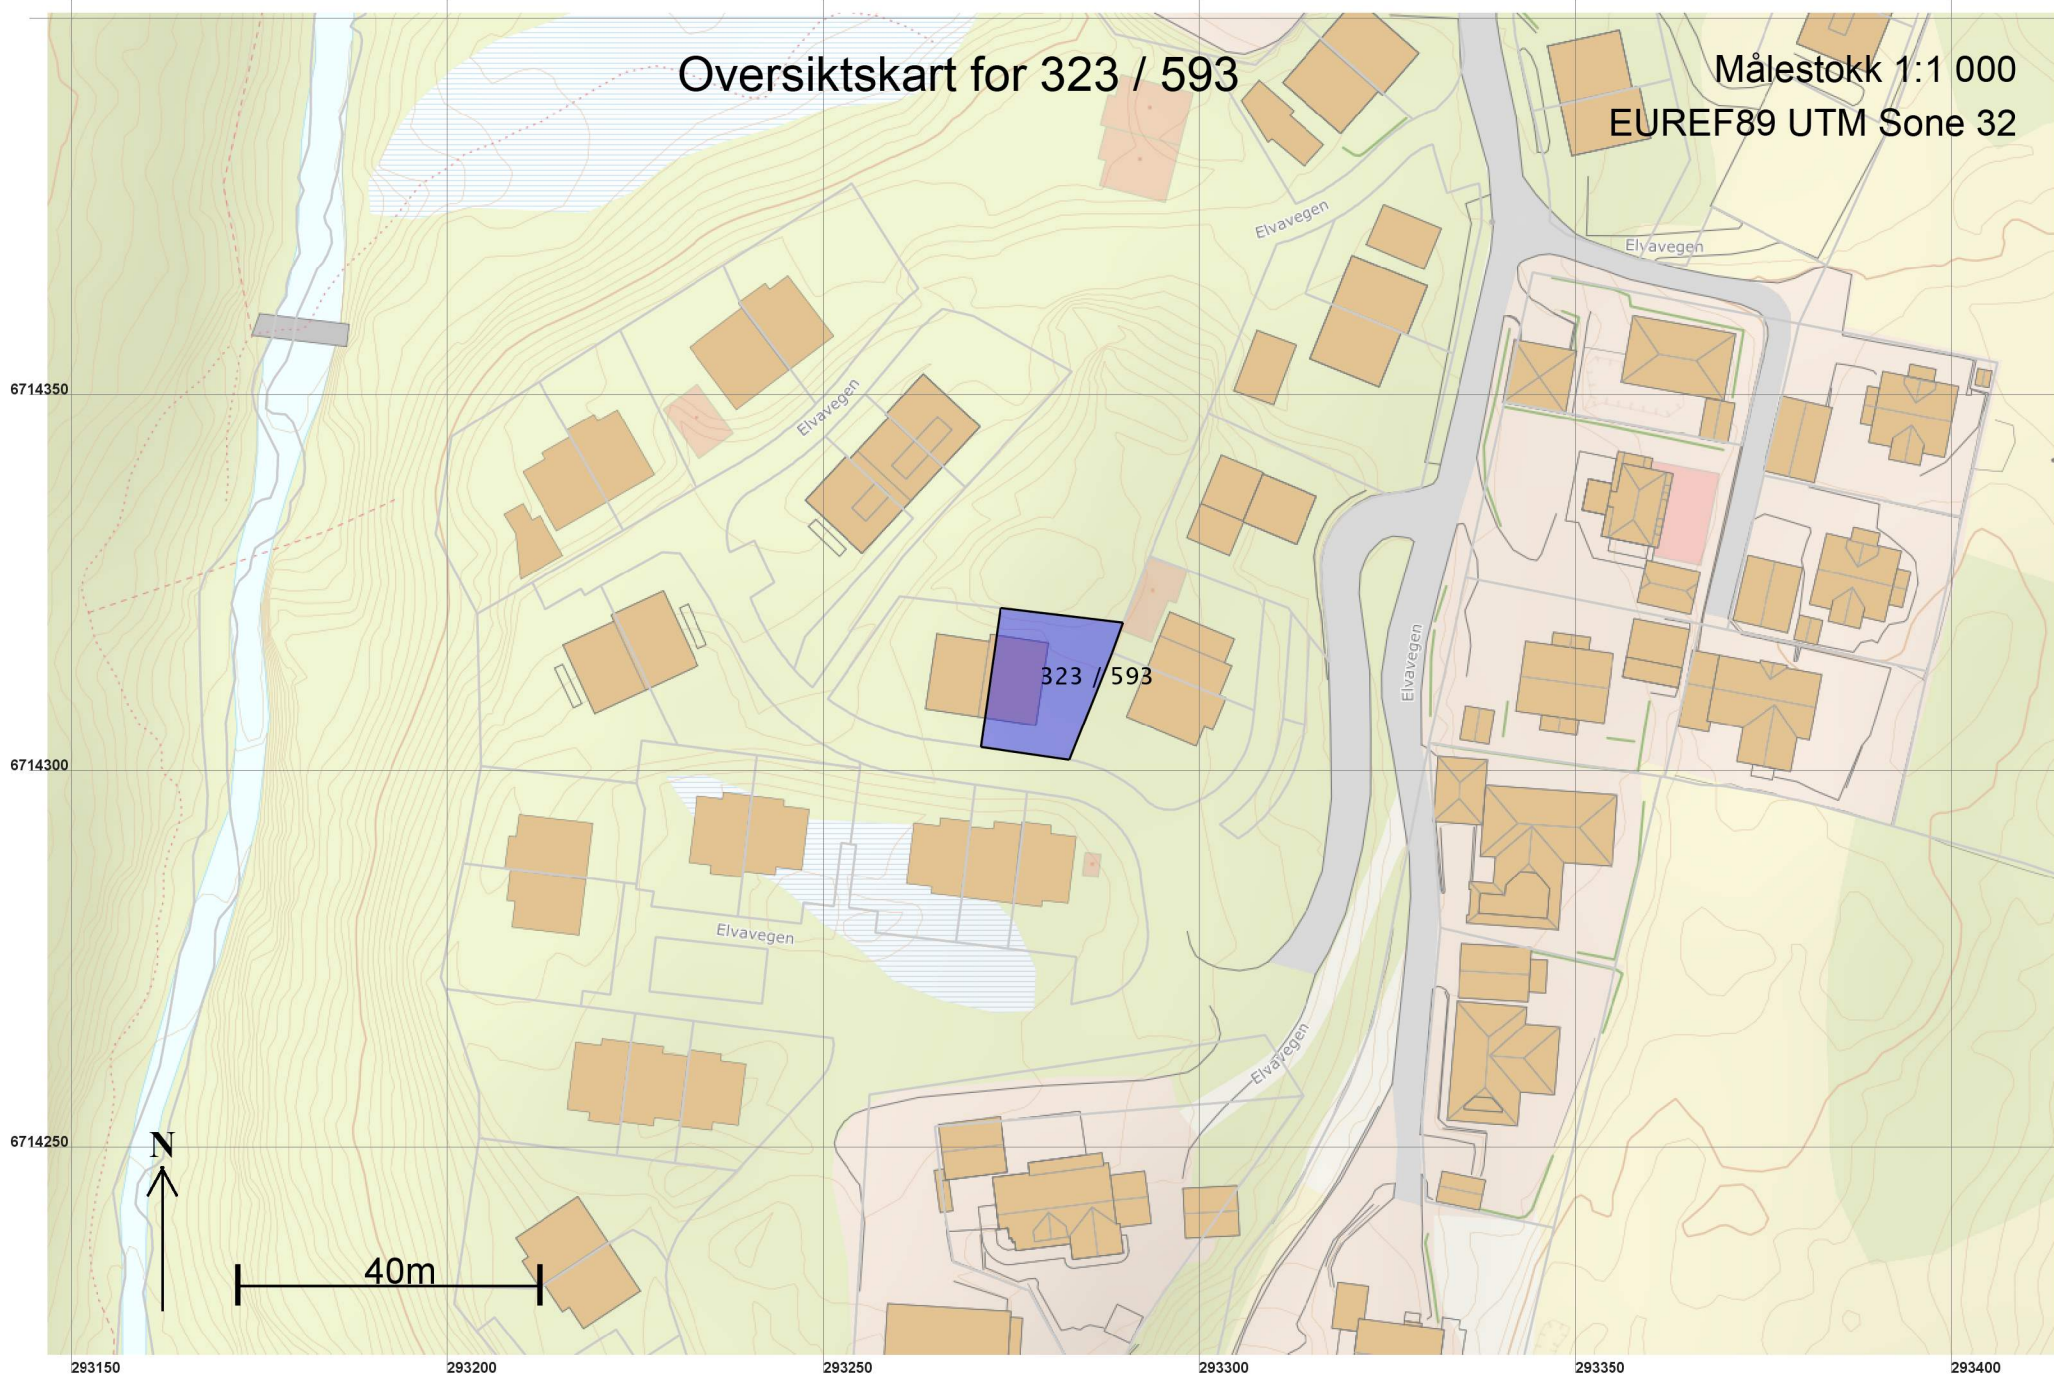 Oversiktskart for 323 / 593
Målestokk 1:1 000
EUREF89 UTM Sone 32
Elvavegen
Elvavegen
6714350
Elvavegen
Elvavegen
323 / 593
6714300
Elvavegen
Elvavegen
6714250
N
40m
293150
293200
293250
293300
293350
293400